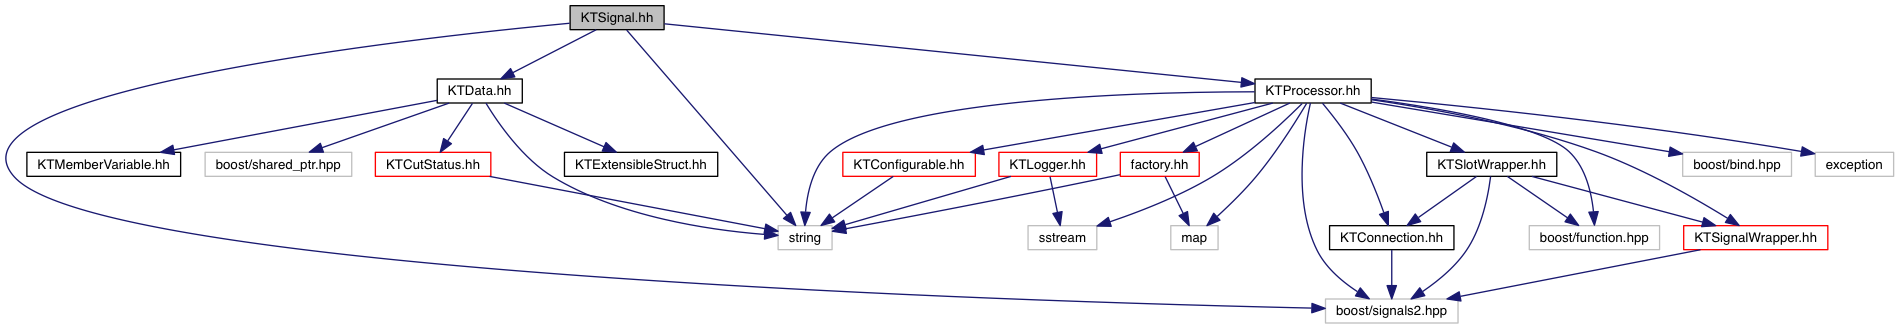 KTSignal.hh
KTData.hh
KTProcessor.hh
KTMemberVariable.hh
boost/shared_ptr.hpp
KTCutStatus.hh
KTExtensibleStruct.hh
KTConfigurable.hh
KTLogger.hh
factory.hh
KTSlotWrapper.hh
boost/bind.hpp
exception
string
sstream
map
KTConnection.hh
boost/function.hpp
KTSignalWrapper.hh
boost/signals2.hpp